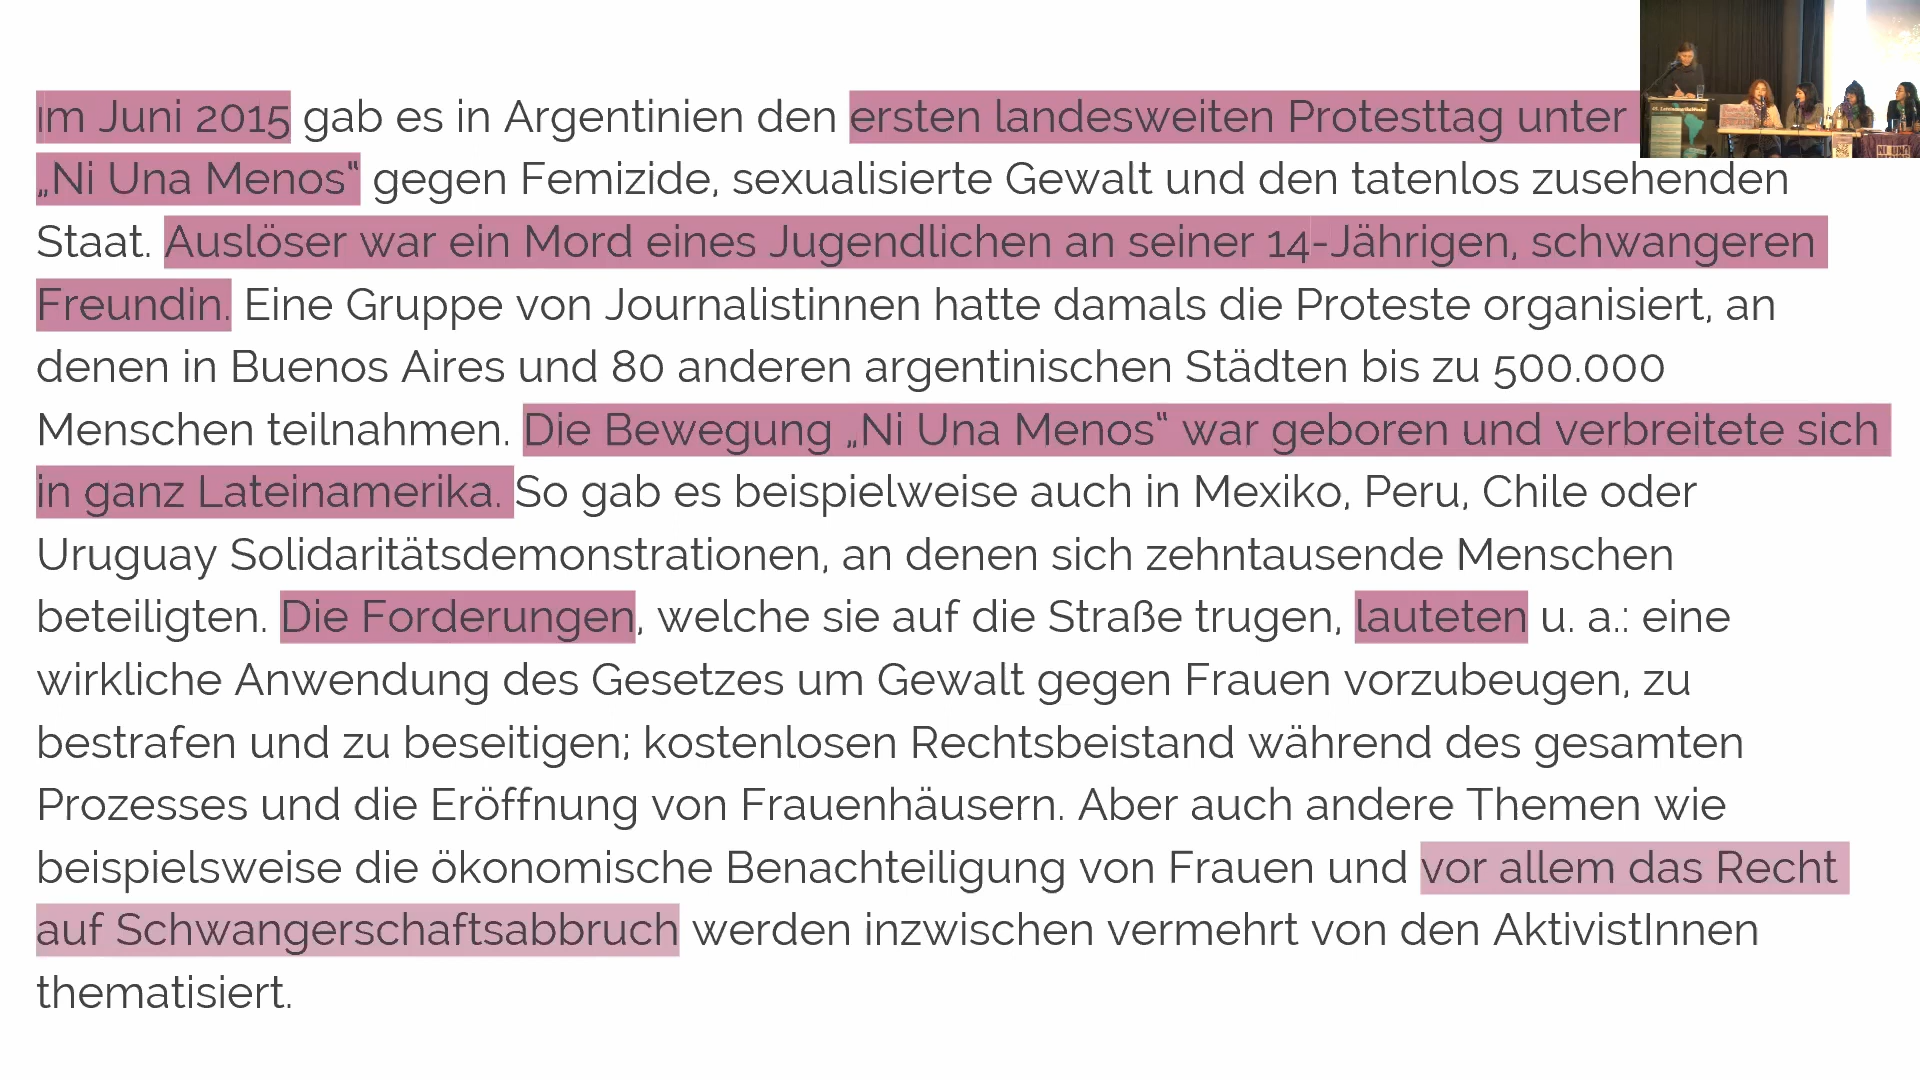 Im Juni 2015 gab es in Argentinien den ersten landesweiten Protesttag unter
„Ni Una Menos“ gegen Femizide, sexualisierte Gewalt und den tatenlos zusehenden
Staat. Auslöser war ein Mord eines Jugendlichen an seiner 14-Jährigen, schwangeren
Freundin. Eine Gruppe von Journalistinnen hatte damals die Proteste organisiert, an
denen in Buenos Aires und 80 anderen argentinischen Städten bis zu 500.000
Menschen teilnahmen. Die Bewegung „Ni Una Menos“ war geboren und verbreitete sich
in ganz Lateinamerika. So gab es beispielweise auch in Mexiko, Peru, Chile oder
Uruguay Solidaritätsdemonstrationen, an denen sich zehntausende Menschen
beteiligten. Die Forderungen, welche sie auf die Straße trugen, lauteten u. a.: eine
wirkliche Anwendung des Gesetzes um Gewalt gegen Frauen vorzubeugen, zu
bestrafen und zu beseitigen; kostenlosen Rechtsbeistand während des gesamten
Prozesses und die Eröffnung von Frauenhäusern. Aber auch andere Themen wie
beispielsweise die ökonomische Benachteiligung von Frauen und vor allem das Recht
auf Schwangerschaftsabbruch werden inzwischen vermehrt von den AktivistInnen
thematisiert.
NI UNA